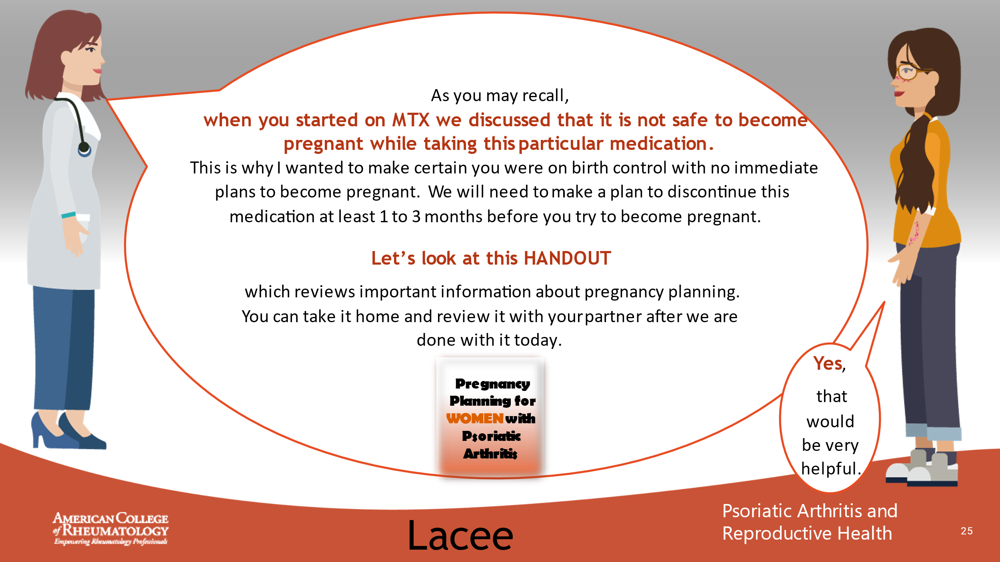 As you may recall,
when you started on MTX we discussed that it is not safe to become
pregnant while taking this particular medication.
This is why I wanted to make certain you were on birth control with no immediate
plans to become pregnant.  We will need to make a plan to discontinue this
medication at least 1 to 3 months before you try to become pregnant.
Let’s look at this HANDOUT
which reviews important information about pregnancy planning.
You can take it home and review it with your partner after we are
done with it today.
Pregnancy
Planning for
WOMEN with
Psoriatic
Arthritis
Yes,
that
would
be very
helpful.
AMERICAN COLLEGE
of RHEUMATOLOGY
Empowering Rheumatology Professionals
Lacee
Psoriatic Arthritis and
Reproductive Health
25